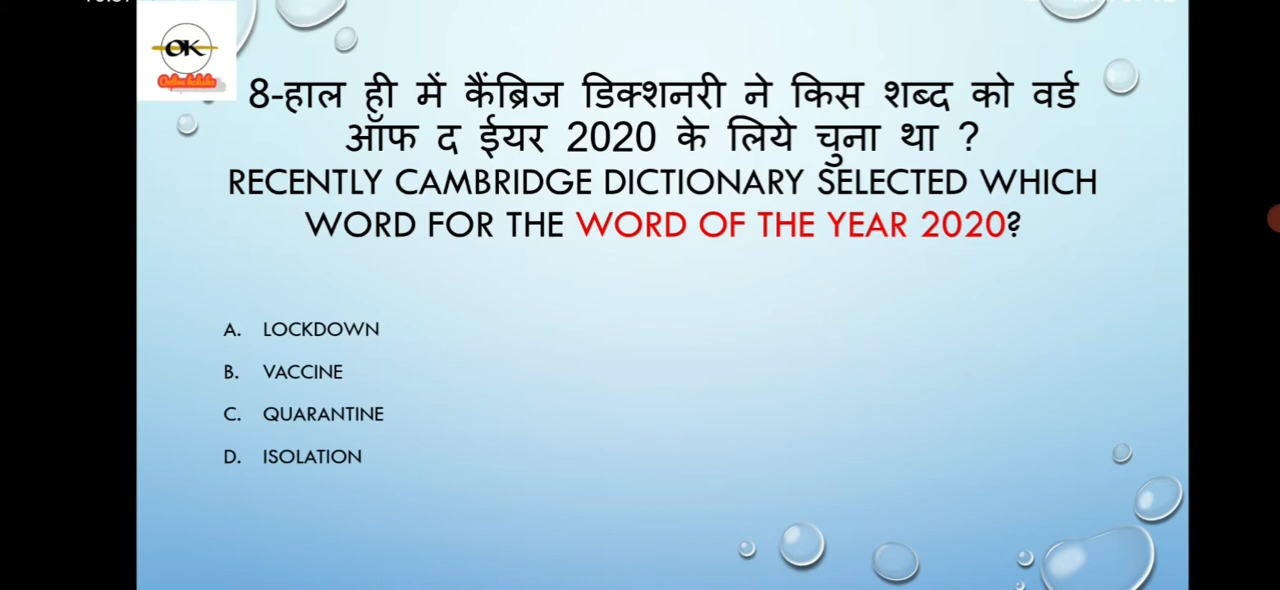 OK
8-हाल ही में कैंब्रिज डिक्शनरी ने किस शब्द को वर्ड
ऑफ द ईयर 2020 के लिये चुना था ?
RECENTLY CAMBRIDGE DICTIONARY SELECTED WHICH
WORD FOR THE WORD OF THE YEAR 2020?
A. LOCKDOWN
B. VACCINE
C. QUARANTINE
D. ISOLATION